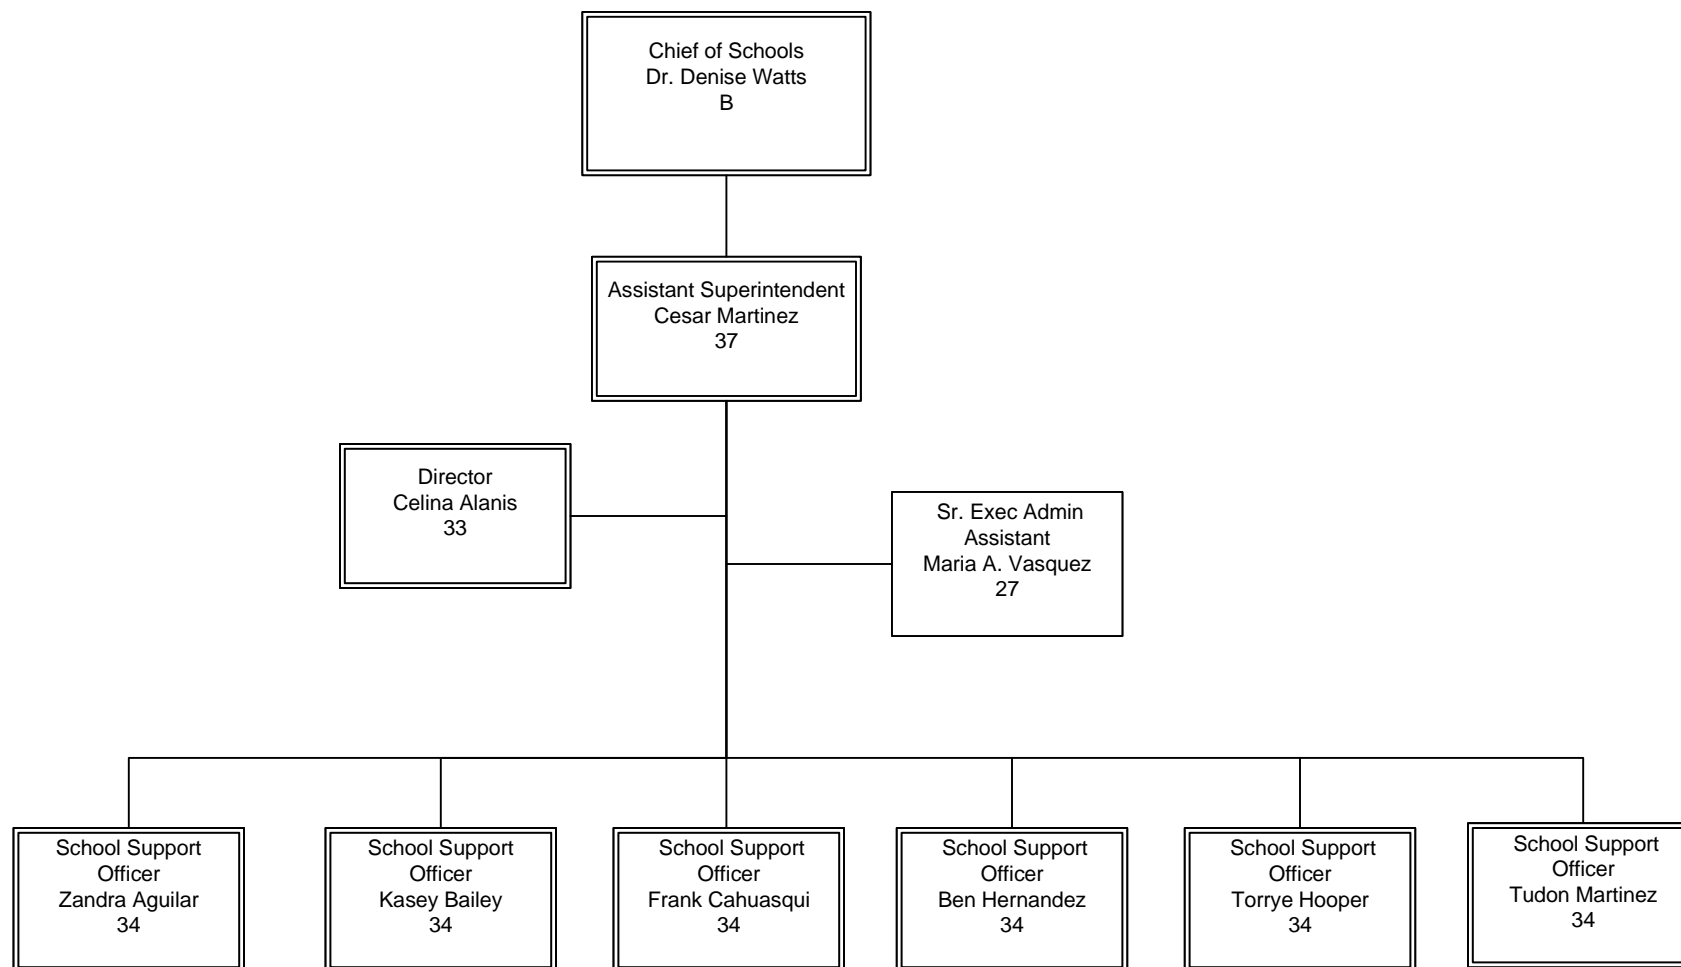 Chief of Schools
Dr. Denise Watts
B
Assistant Superintendent
Cesar Martinez
37
Director
Celina Alanis
33
Sr. Exec Admin
Assistant
Maria A. Vasquez
27
School Support
Officer
Zandra Aguilar
34
School Support
Officer
Kasey Bailey
34
School Support
Officer
Frank Cahuasqui
34
School Support
Officer
Ben Hernandez
34
School Support
Officer
Torrye Hooper
34
School Support
Officer
Tudon Martinez
34